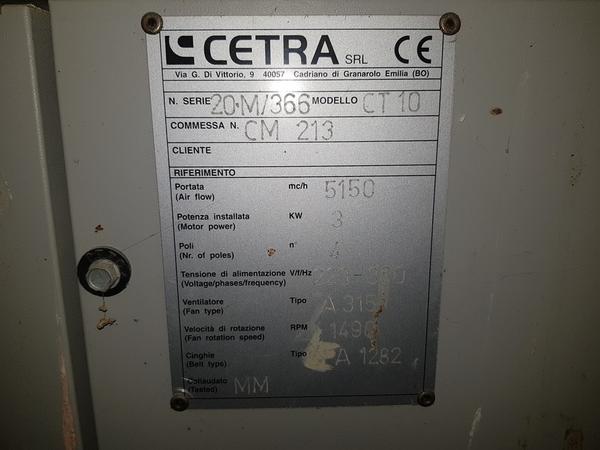 CETRA SRL CE
Via G. Di Vittorio, 9 40057 Cadriano di Granarolo Emilia (BO)
N. SERIE 20·M/366 MODELLO CT 10
COMMESSA N. CM 213
CLIENTE
RIFERIMENTO
Portata mc/h 5150
(Air flow)
Potenza installata KW 3
(Motor power)
Poli n° 4
(Nr. of poles)
Tensione di alimentazione V/f/Hz
(Voltage/phases/frequency)
Ventilatore Tipo
(Fan type)
Velocità di rotazione RPM 1490
(Fan rotation speed)
Cinghie Tipo A 1282
(Belt type)
Collaudato MM
(Tested)